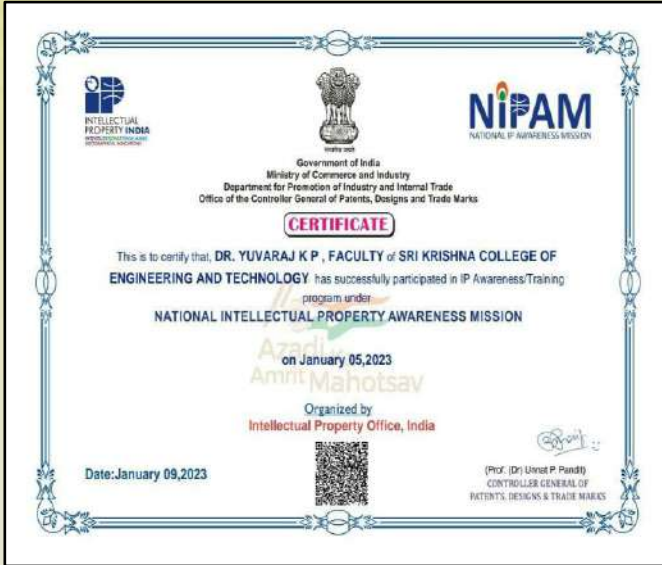 INTELLECTUAL
PROPERTY INDIA
सत्यमेव जयते
NiPAM
NATIONAL IP AWARENESS MISSION
Government of India
Ministry of Commerce and Industry
Department for Promotion of Industry and Internal Trade
Office of the Controller General of Patents, Designs and Trade Marks
CERTIFICATE
This is to certify that, DR. YUVARAJ K P , FACULTY of SRI KRISHNA COLLEGE OF
ENGINEERING AND TECHNOLOGY has successfully participated in IP Awareness/Training
program under
NATIONAL INTELLECTUAL PROPERTY AWARENESS MISSION
Azadi Ka
on January 05,2023
Amrit Mahotsav
Organized by
Intellectual Property Office, India
Date:January 09,2023
(Prof. (Dr) Unnat P. Pandit)
CONTROLLER GENERAL OF
PATENTS, DESIGNS & TRADE MARKS